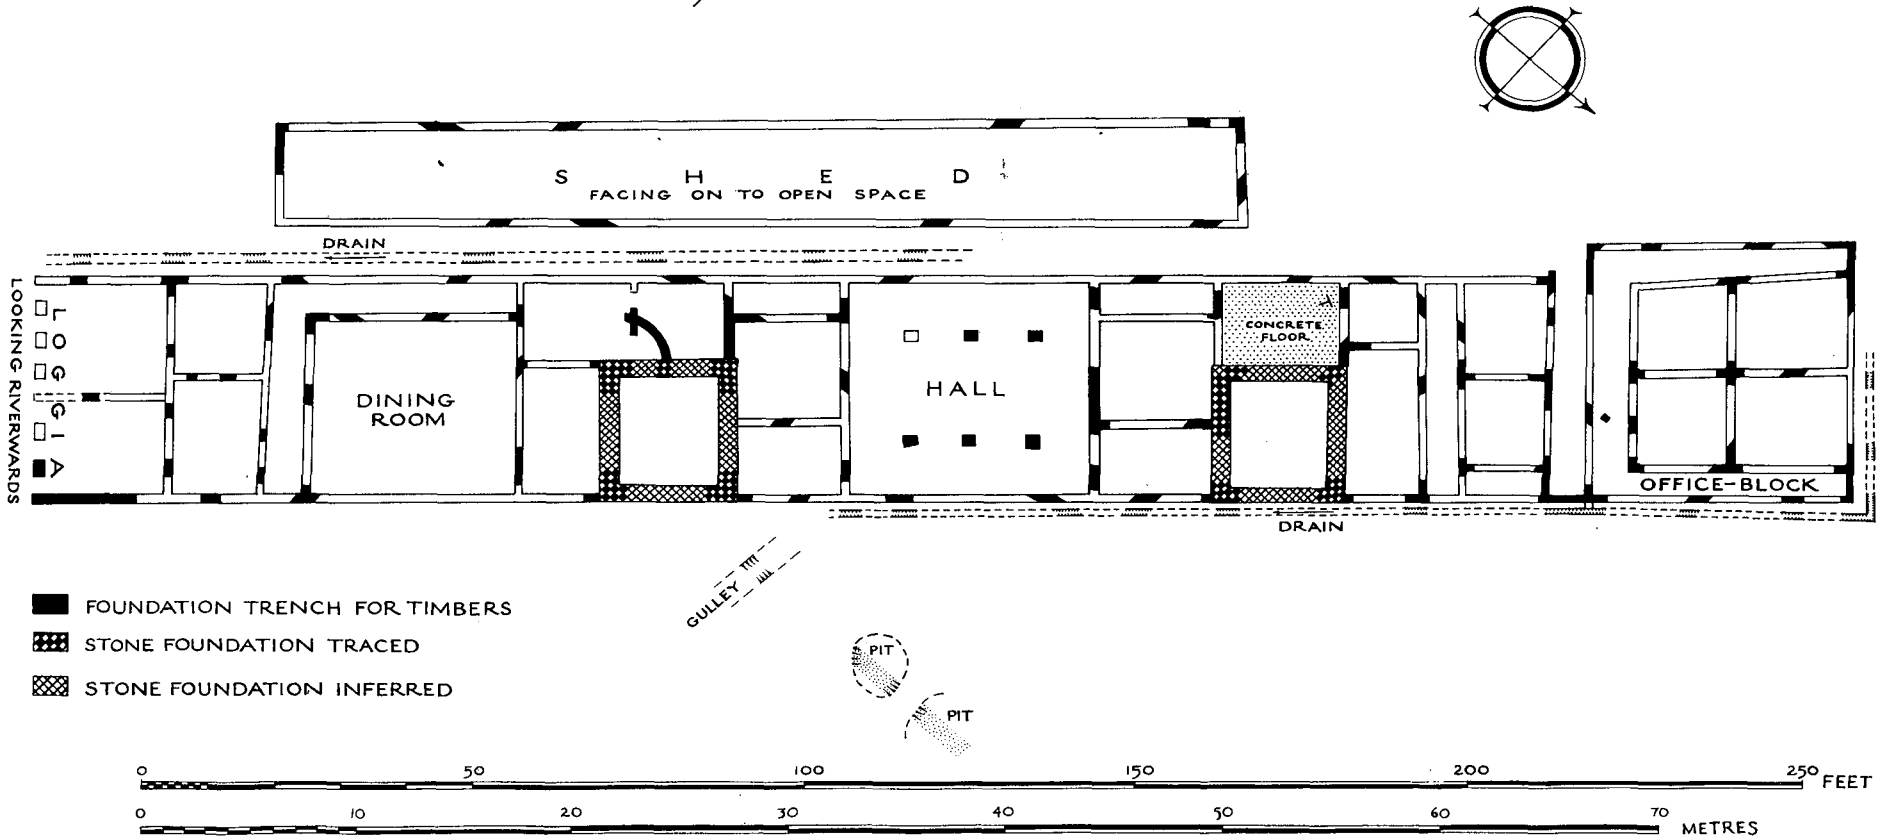 S H E D
FACING ON TO OPEN SPACE
DRAIN
LOOKING RIVERWARDS
LOGGIA
DINING
ROOM
HALL
CONCRETE
FLOOR
OFFICE-BLOCK
DRAIN
GULLEY
PIT
PIT
FOUNDATION TRENCH FOR TIMBERS
STONE FOUNDATION TRACED
STONE FOUNDATION INFERRED
0 50 100 150 200 250 FEET
0 10 20 30 40 50 60 70 METRES